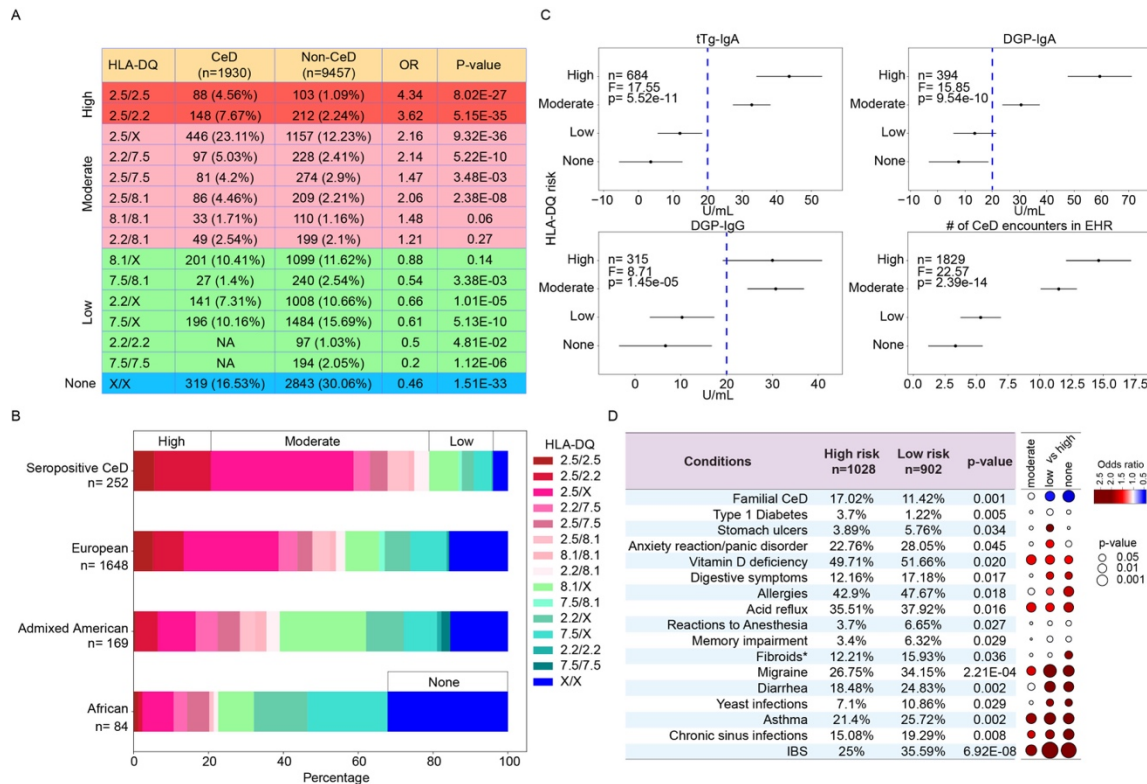 A
HLA-DQ CeD (n=1930) Non-CeD (n=9457) OR P-value
High
2.5/2.5 88 (4.56%) 103 (1.09%) 4.34 8.02E-27
2.5/2.2 148 (7.67%) 212 (2.24%) 3.62 5.15E-35
Moderate
2.5/X 446 (23.11%) 1157 (12.23%) 2.16 9.32E-36
2.2/7.5 97 (5.03%) 228 (2.41%) 2.14 5.22E-10
2.5/7.5 81 (4.2%) 274 (2.9%) 1.47 3.48E-03
2.5/8.1 86 (4.46%) 209 (2.21%) 2.06 2.38E-08
8.1/8.1 33 (1.71%) 110 (1.16%) 1.48 0.06
2.2/8.1 49 (2.54%) 199 (2.1%) 1.21 0.27
Low
8.1/X 201 (10.41%) 1099 (11.62%) 0.88 0.14
7.5/8.1 27 (1.4%) 240 (2.54%) 0.54 3.38E-03
2.2/X 141 (7.31%) 1008 (10.66%) 0.66 1.01E-05
7.5/X 196 (10.16%) 1484 (15.69%) 0.61 5.13E-10
2.2/2.2 NA 97 (1.03%) 0.5 4.81E-02
7.5/7.5 NA 194 (2.05%) 0.2 1.12E-06
None X/X 319 (16.53%) 2843 (30.06%) 0.46 1.51E-33
B
High Moderate Low
Seropositive CeD
n= 252
European
n= 1648
Admixed American
n= 169
None
African
n= 84
0 20 40 60 80 100
Percentage
HLA-DQ
2.5/2.5
2.5/2.2
2.5/X
2.2/7.5
2.5/7.5
2.5/8.1
8.1/8.1
2.2/8.1
8.1/X
7.5/8.1
2.2/X
7.5/X
2.2/2.2
7.5/7.5
X/X
C
HLA-DQ risk
tTg-IgA
High
Moderate
Low
None
n= 684
F= 17.55
p= 5.52e-11
−10 0 10 20 30 40 50
U/mL
DGP-IgA
High
Moderate
Low
None
n= 394
F= 15.85
p= 9.54e-10
−10 0 10 20 30 40 50 60 70
U/mL
DGP-IgG
High
Moderate
Low
None
n= 315
F= 8.71
p= 1.45e-05
0 10 20 30 40
U/mL
# of CeD encounters in EHR
High
Moderate
Low
None
n= 1829
F= 22.57
p= 2.39e-14
0.0 2.5 5.0 7.5 10.0 12.5 15.0 17.5
D
Conditions High risk n=1028 Low risk n=902 p-value
moderate
low vs high
none
Familial CeD 17.02% 11.42% 0.001
Type 1 Diabetes 3.7% 1.22% 0.005
Stomach ulcers 3.89% 5.76% 0.034
Anxiety reaction/panic disorder 22.76% 28.05% 0.045
Vitamin D deficiency 49.71% 51.66% 0.020
Digestive symptoms 12.16% 17.18% 0.017
Allergies 42.9% 47.67% 0.018
Acid reflux 35.51% 37.92% 0.016
Reactions to Anesthesia 3.7% 6.65% 0.027
Memory impairment 3.4% 6.32% 0.029
Fibroids* 12.21% 15.93% 0.036
Migraine 26.75% 34.15% 2.21E-04
Diarrhea 18.48% 24.83% 0.002
Yeast infections 7.1% 10.86% 0.029
Asthma 21.4% 25.72% 0.002
Chronic sinus infections 15.08% 19.29% 0.008
IBS 25% 35.59% 6.92E-08
Odds ratio
2.5 2.0 1.5 1.0 0.5
p-value
0.05
0.01
0.001